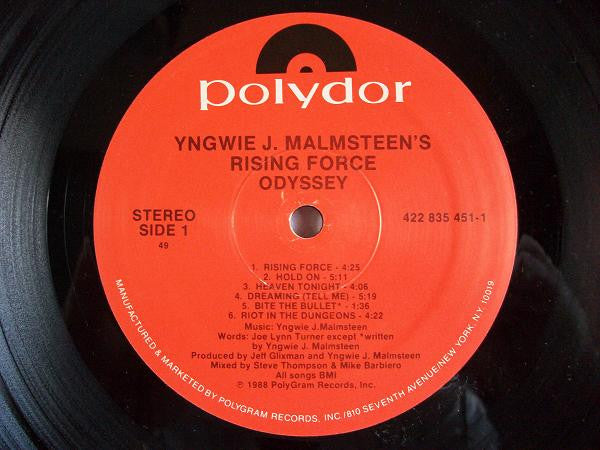 polydor
YNGWIE J. MALMSTEEN'S
RISING FORCE
ODYSSEY
STEREO
SIDE 1
49
422 835 451-1
1. RISING FORCE - 4:25
2. HOLD ON - 5:11
3. HEAVEN TONIGHT - 4:06
4. DREAMING (TELL ME) - 5:19
5. BITE THE BULLET* - 1:36
6. RIOT IN THE DUNGEONS - 4:22
Music: Yngwie J.Malmsteen
Words: Joe Lynn Turner except *written
by Yngwie J. Malmsteen
Produced by Jeff Glixman and Yngwie J. Malmsteen
Mixed by Steve Thompson & Mike Barbiero
All songs BMI
℗ 1988 PolyGram Records, Inc.
MANUFACTURED & MARKETED BY POLYGRAM RECORDS, INC./810 SEVENTH AVENUE/NEW YORK, N.Y. 10019